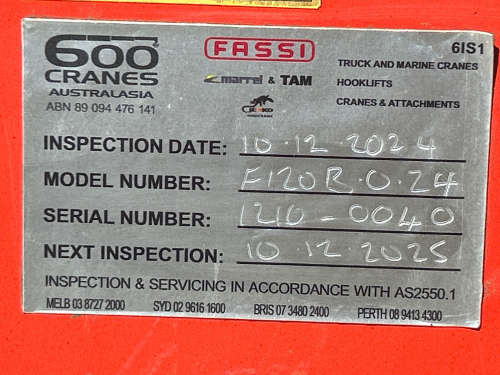 600
CRANES
AUSTRALASIA
ABN 89 094 476 141
FASSI
marrel & TAM
6IS1
TRUCK AND MARINE CRANES
HOOKLIFTS
CRANES & ATTACHMENTS
INSPECTION DATE: 10.12.2024
MODEL NUMBER: F120B.0.24
SERIAL NUMBER: 1210-0040
NEXT INSPECTION: 10.12.2025
INSPECTION & SERVICING IN ACCORDANCE WITH AS2550.1
MELB 03 8727 2000 SYD 02 9616 1600 BRIS 07 3480 2400 PERTH 08 9413 4300